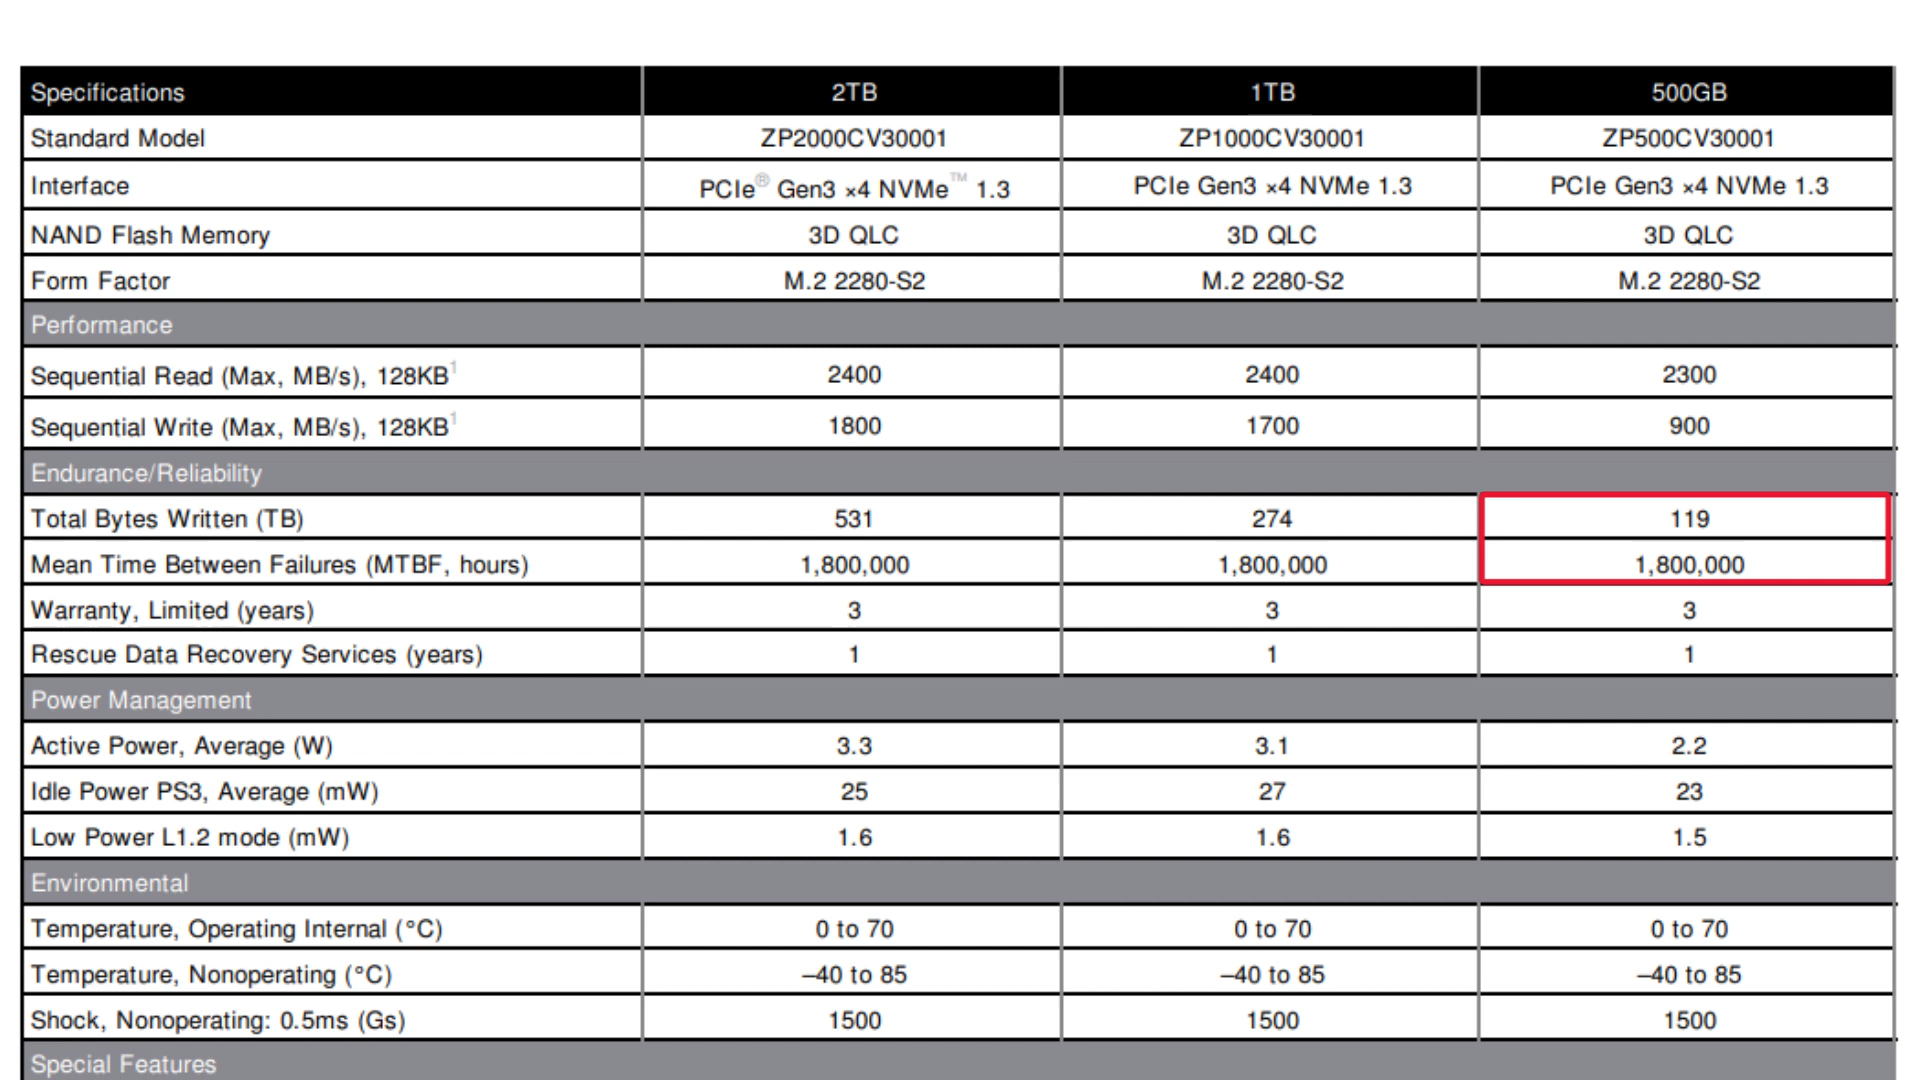 Specifications 2TB 1TB 500GB
Standard Model ZP2000CV30001 ZP1000CV30001 ZP500CV30001
Interface PCIe® Gen3 ×4 NVMe™ 1.3 PCIe Gen3 ×4 NVMe 1.3 PCIe Gen3 ×4 NVMe 1.3
NAND Flash Memory 3D QLC 3D QLC 3D QLC
Form Factor M.2 2280-S2 M.2 2280-S2 M.2 2280-S2
Performance
Sequential Read (Max, MB/s), 128KB¹ 2400 2400 2300
Sequential Write (Max, MB/s), 128KB¹ 1800 1700 900
Endurance/Reliability
Total Bytes Written (TB) 531 274 119
Mean Time Between Failures (MTBF, hours) 1,800,000 1,800,000 1,800,000
Warranty, Limited (years) 3 3 3
Rescue Data Recovery Services (years) 1 1 1
Power Management
Active Power, Average (W) 3.3 3.1 2.2
Idle Power PS3, Average (mW) 25 27 23
Low Power L1.2 mode (mW) 1.6 1.6 1.5
Environmental
Temperature, Operating Internal (°C) 0 to 70 0 to 70 0 to 70
Temperature, Nonoperating (°C) –40 to 85 –40 to 85 –40 to 85
Shock, Nonoperating: 0.5ms (Gs) 1500 1500 1500
Special Features